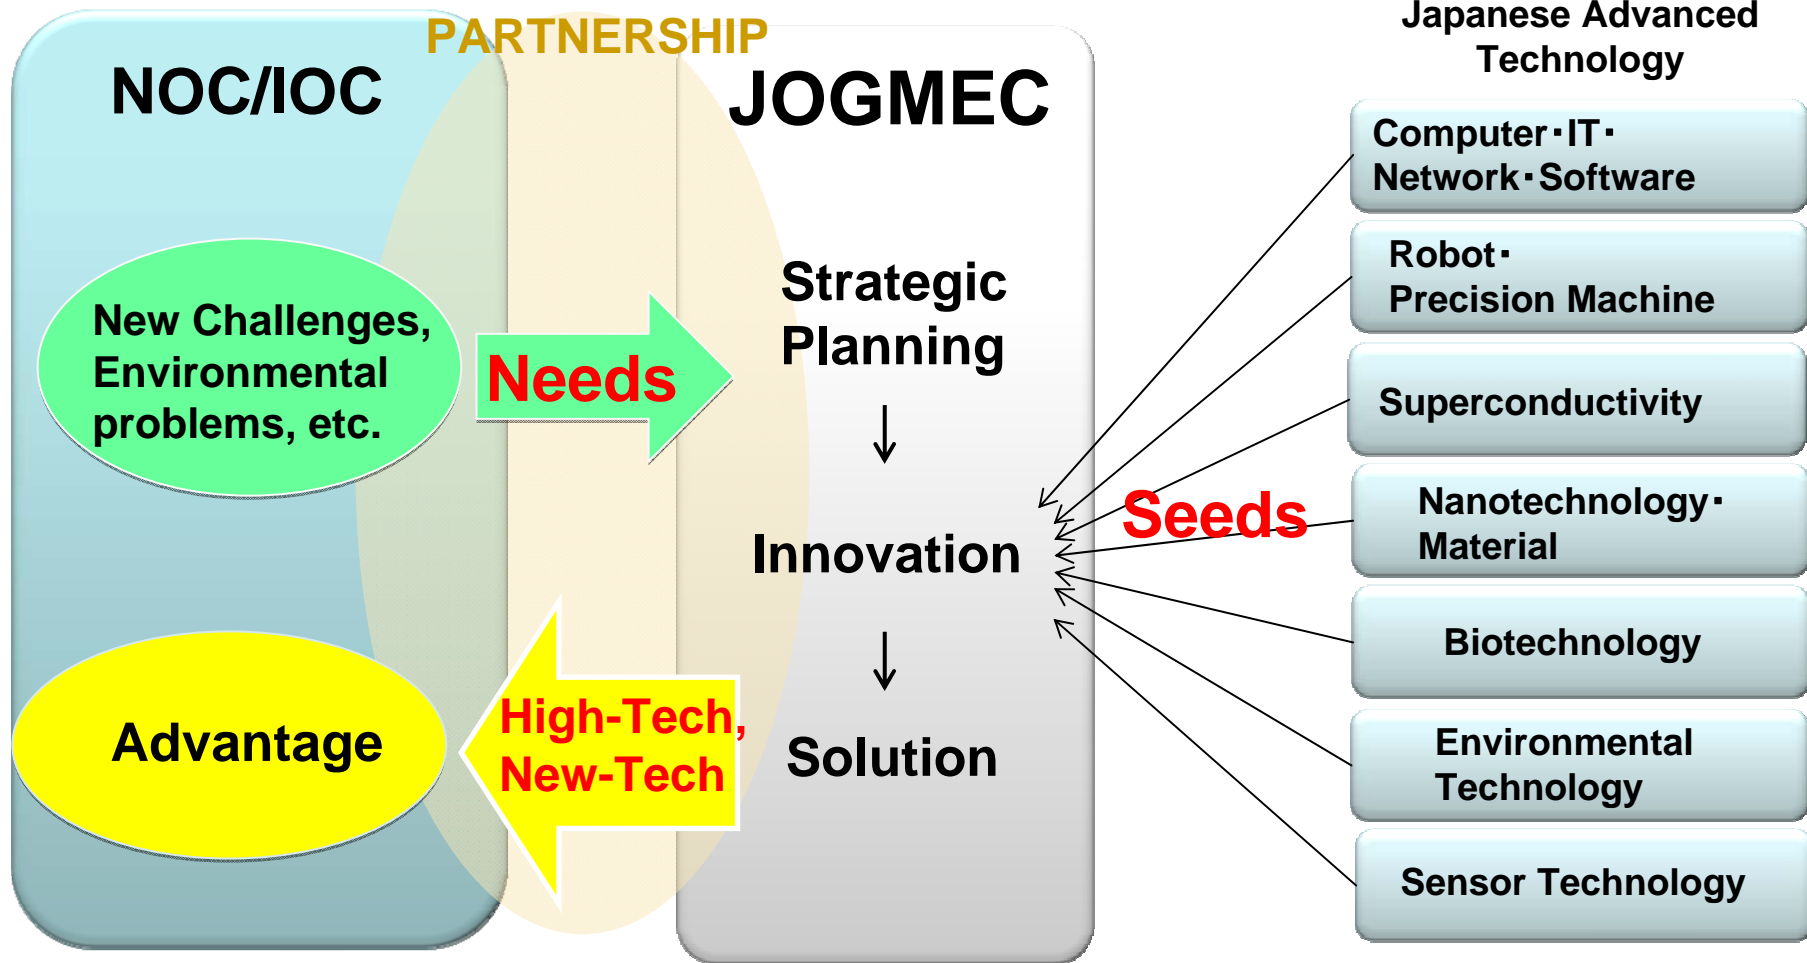 PARTNERSHIP
NOC/IOC
New Challenges,
Environmental
problems, etc.
Needs
Advantage
High-Tech,
New-Tech
JOGMEC
Strategic
Planning
Innovation
Solution
Seeds
Japanese Advanced
Technology
Computer・IT・
Network・Software
Robot・
Precision Machine
Superconductivity
Nanotechnology・
Material
Biotechnology
Environmental
Technology
Sensor Technology